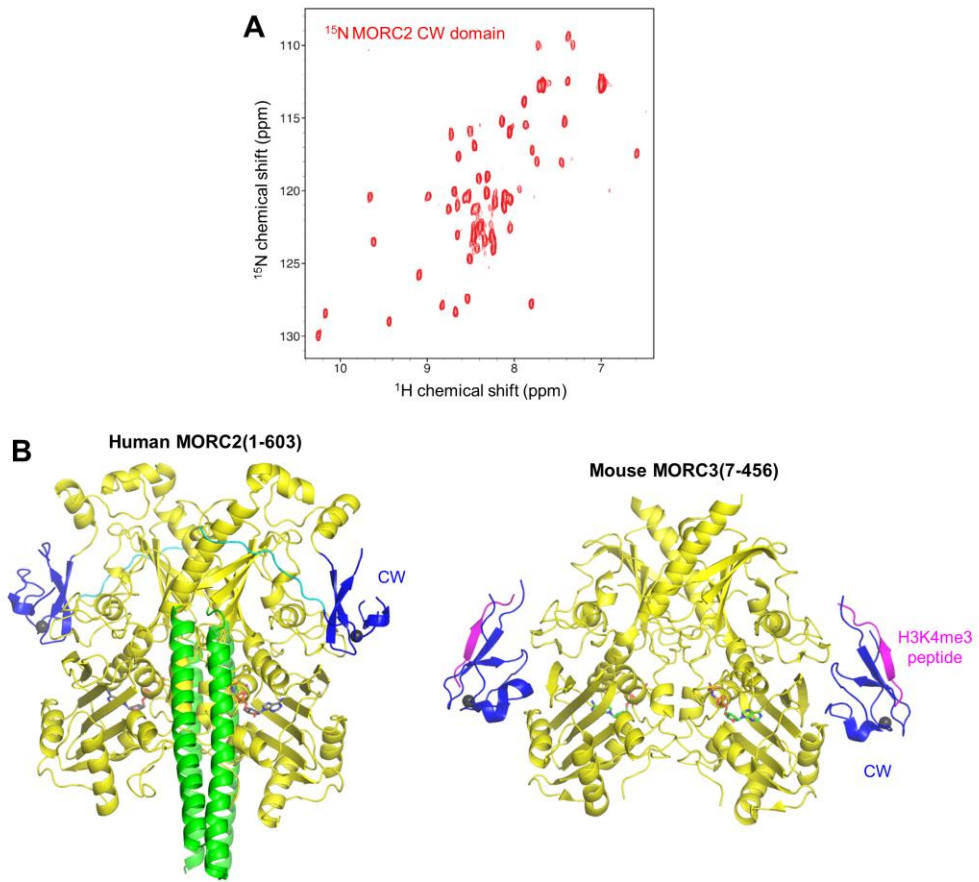 A
¹⁵N MORC2 CW domain
110
115
120
125
130
¹⁵N chemical shift (ppm)
10
9
8
7
¹H chemical shift (ppm)
B
Human MORC2(1-603)
Mouse MORC3(7-456)
CW
H3K4me3
peptide
CW